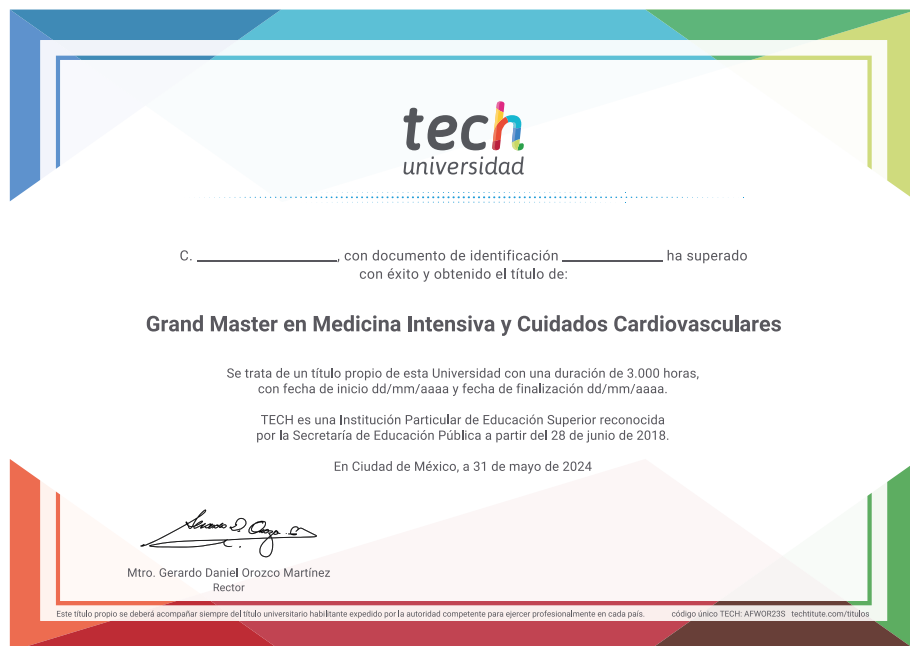 tech
universidad
C. ____________, con documento de identificación ____________ ha superado
con éxito y obtenido el título de:
Grand Master en Medicina Intensiva y Cuidados Cardiovasculares
Se trata de un título propio de esta Universidad con una duración de 3.000 horas,
con fecha de inicio dd/mm/aaaa y fecha de finalización dd/mm/aaaa.
TECH es una Institución Particular de Educación Superior reconocida
por la Secretaría de Educación Pública a partir del 28 de junio de 2018.
En Ciudad de México, a 31 de mayo de 2024
Mtro. Gerardo Daniel Orozco Martínez
Rector
Este título propio se deberá acompañar siempre del título universitario habilitante expedido por la autoridad competente para ejercer profesionalmente en cada país. código único TECH: AFWOR23S techtitute.com/titulos